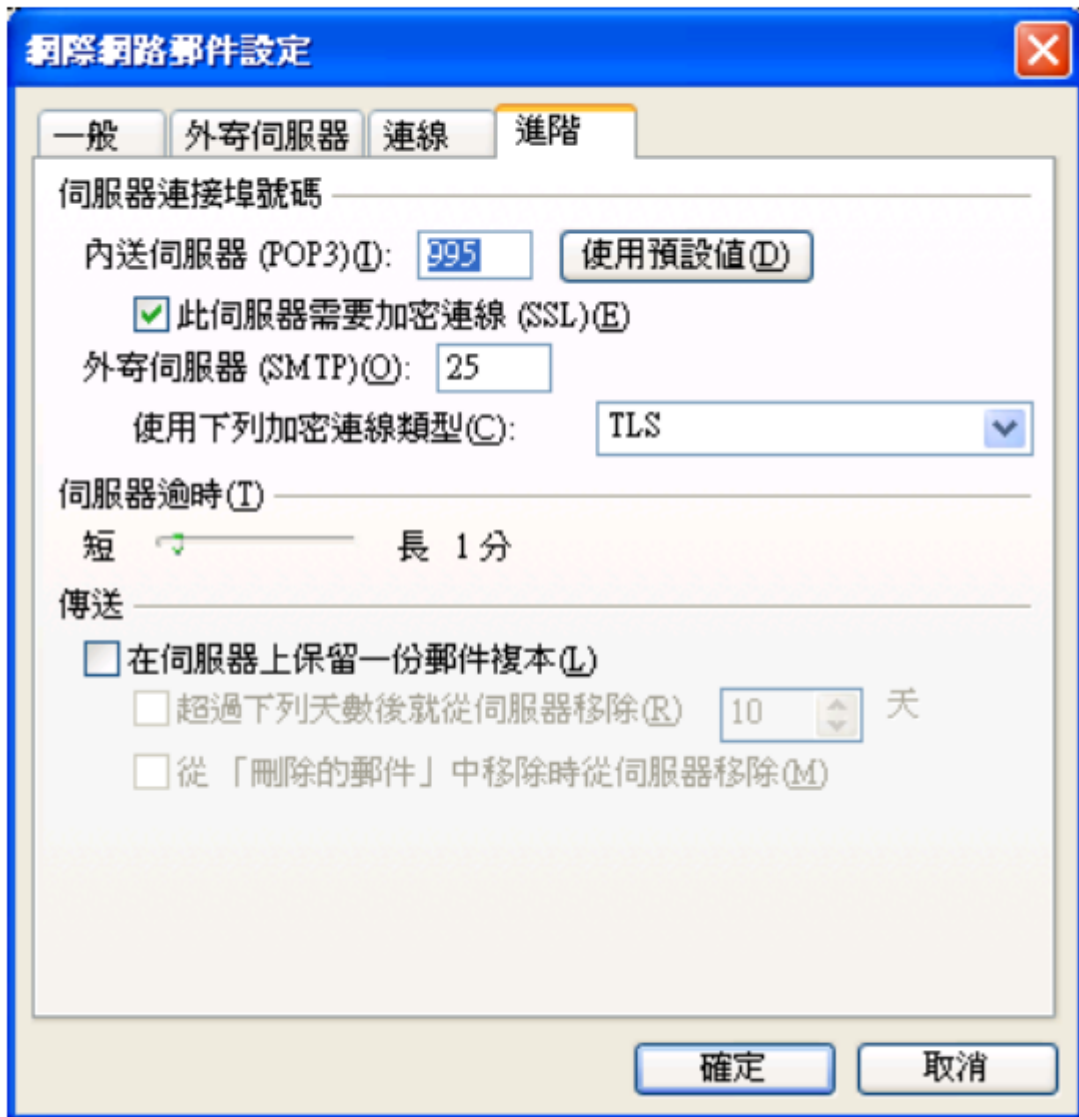 網際網路郵件設定
一般 外寄伺服器 連線 進階
伺服器連接埠號碼
內送伺服器 (POP3)(I): 995 使用預設值(D)
此伺服器需要加密連線 (SSL)(E)
外寄伺服器 (SMTP)(O): 25
使用下列加密連線類型(C): TLS
伺服器逾時(T)
短 長 1 分
傳送
在伺服器上保留一份郵件複本(L)
超過下列天數後就從伺服器移除(R) 10 天
從「刪除的郵件」中移除時從伺服器移除(M)
確定 取消